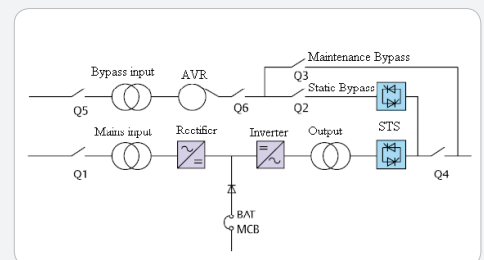 Maintenance Bypass
Q3
Bypass input
AVR
Static Bypass
Q5
Q6
Q2
Mains input
Rectifier
Inverter
Output
STS
Q1
Q4
BAT
MCB